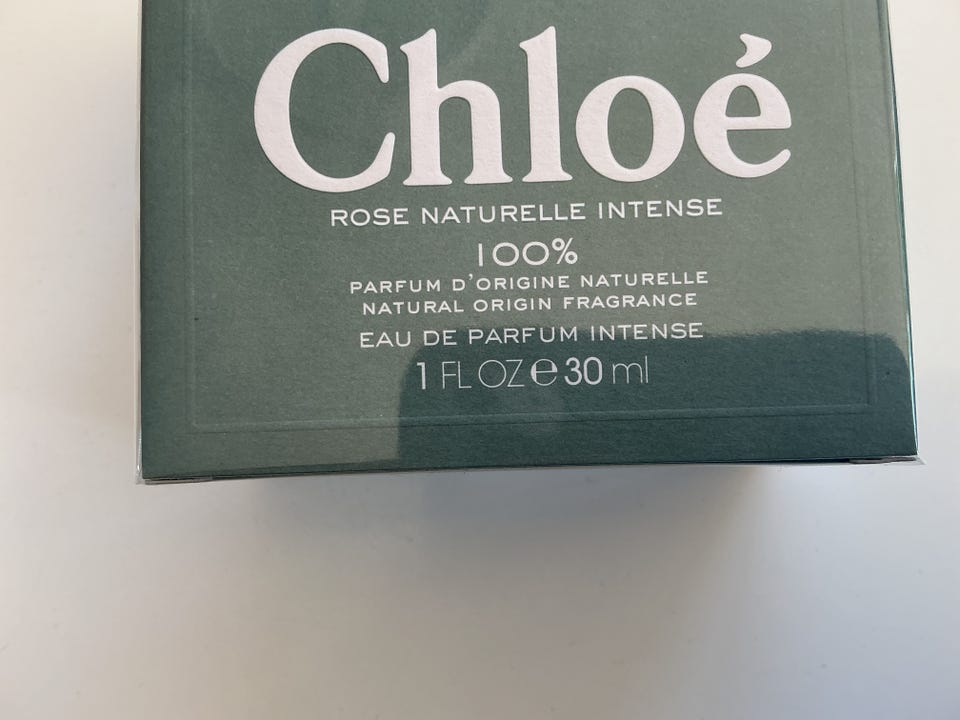 Chloé
ROSE NATURELLE INTENSE
100%
PARFUM D'ORIGINE NATURELLE
NATURAL ORIGIN FRAGRANCE
EAU DE PARFUM INTENSE
1 FL OZ ℮ 30 ml